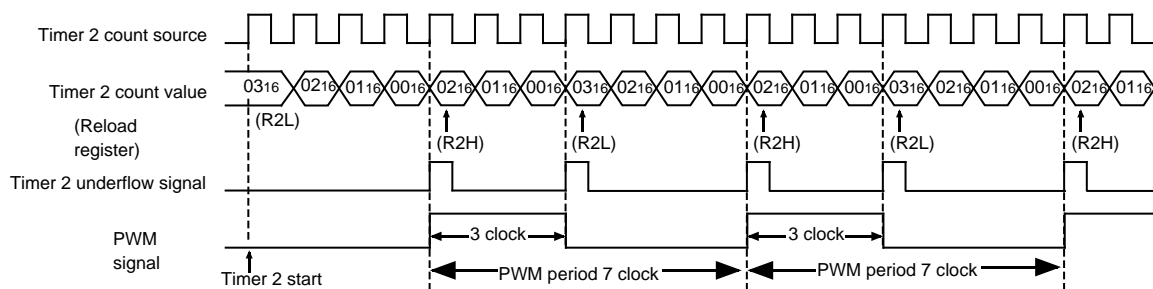 Timer 2 count source
Timer 2 count value
0316 0216 0116 0016 0216 0116 0016 0316 0216 0116 0016 0216 0116 0016 0316 0216 0116 0016 0216 0116
(Reload
register)
(R2L) (R2H) (R2L) (R2H) (R2L) (R2H)
Timer 2 underflow signal
PWM
signal
3 clock 3 clock
Timer 2 start
PWM period 7 clock PWM period 7 clock